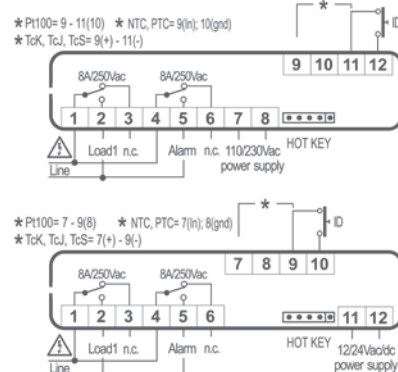 * Pt100= 9 - 11(10) * NTC, PTC= 9(In); 10(gnd)
* TcK, TcJ, TcS= 9(+) - 11(-)
* ID
9 10 11 12
8A/250Vac 8A/250Vac
1 2 3 4 5 6 7 8
HOT KEY
Load1 n.c. Alarm n.c. 110/230Vac
power supply
Line
* Pt100= 7 - 9(8) * NTC, PTC= 7(In); 8(gnd)
* TcK, TcJ, TcS= 7(+) - 9(-)
* ID
7 8 9 10
8A/250Vac 8A/250Vac
1 2 3 4 5 6 11 12
Load1 n.c. Alarm n.c. HOT KEY 12/24Vac/dc
power supply
Line